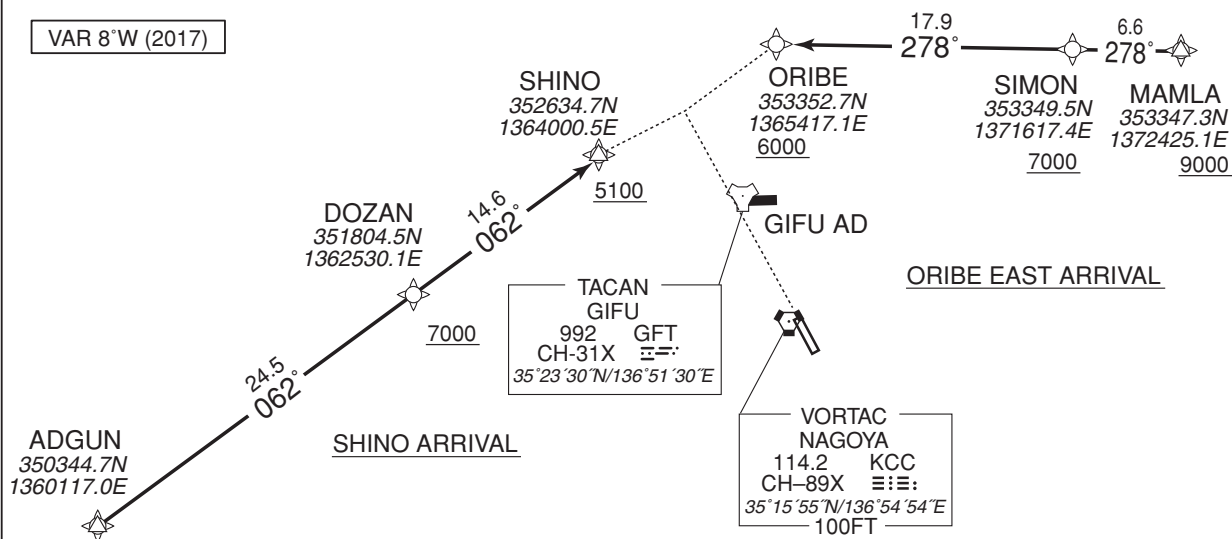 VAR 8˚W (2017)
SHINO
352634.7N
1364000.5E
5100
17.9
278˚
6.6
278˚
ORIBE
353352.7N
1365417.1E
6000
SIMON
353349.5N
1371617.4E
7000
MAMLA
353347.3N
1372425.1E
9000
DOZAN
351804.5N
1362530.1E
7000
14.6
062˚
24.5
062˚
ADGUN
350344.7N
1360117.0E
SHINO ARRIVAL
GIFU AD
ORIBE EAST ARRIVAL
TACAN
GIFU
992 GFT
CH-31X
35˚23´30˝N/136˚51´30˝E
VORTAC
NAGOYA
114.2 KCC
CH–89X
35˚15´55˝N/136˚54´54˝E
100FT